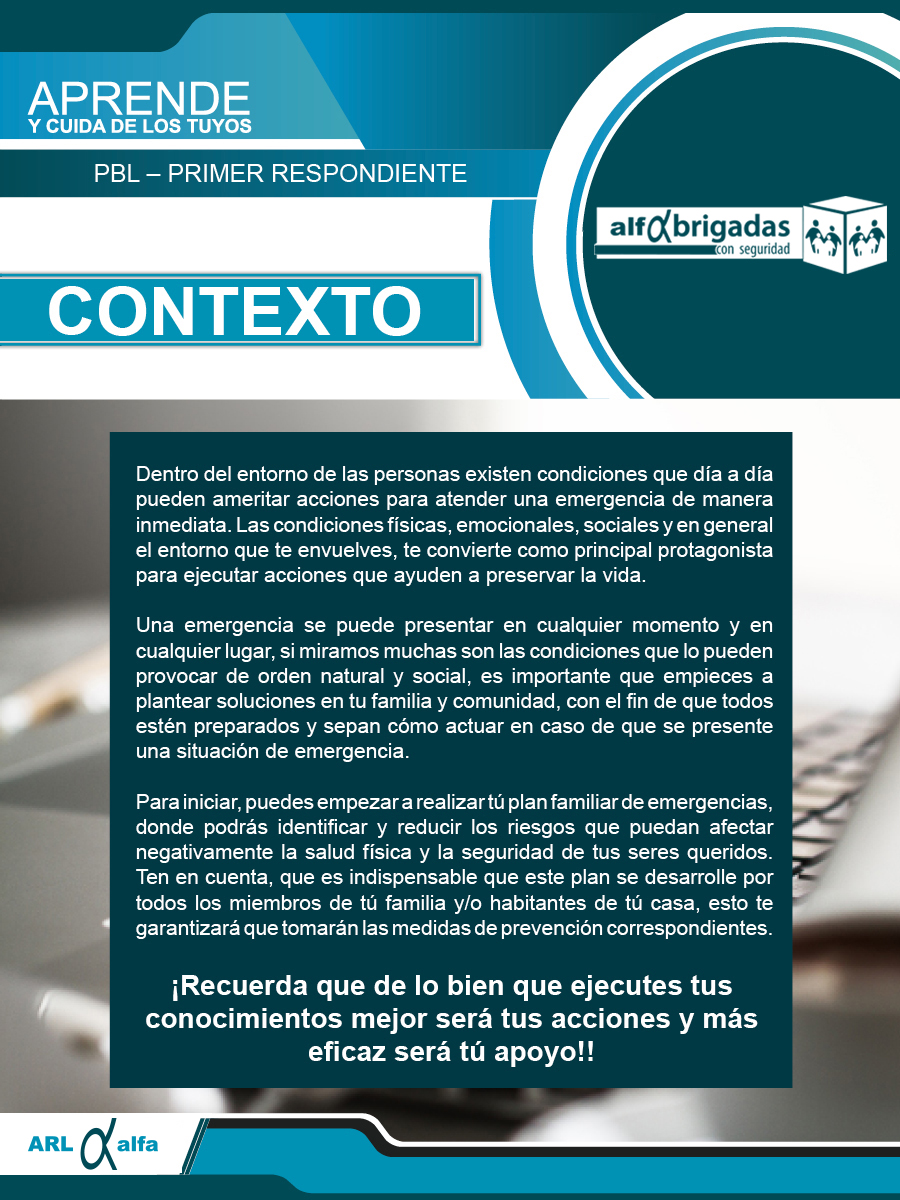 APRENDE
Y CUIDA DE LOS TUYOS
PBL – PRIMER RESPONDIENTE
alfαbrigadas
con seguridad
CONTEXTO
Dentro del entorno de las personas existen condiciones que día a día
pueden ameritar acciones para atender una emergencia de manera
inmediata. Las condiciones físicas, emocionales, sociales y en general
el entorno que te envuelves, te convierte como principal protagonista
para ejecutar acciones que ayuden a preservar la vida.
Una emergencia se puede presentar en cualquier momento y en
cualquier lugar, si miramos muchas son las condiciones que lo pueden
provocar de orden natural y social, es importante que empieces a
plantear soluciones en tu familia y comunidad, con el fin de que todos
estén preparados y sepan cómo actuar en caso de que se presente
una situación de emergencia.
Para iniciar, puedes empezar a realizar tú plan familiar de emergencias,
donde podrás identificar y reducir los riesgos que puedan afectar
negativamente la salud física y la seguridad de tus seres queridos.
Ten en cuenta, que es indispensable que este plan se desarrolle por
todos los miembros de tú familia y/o habitantes de tú casa, esto te
garantizará que tomarán las medidas de prevención correspondientes.
¡Recuerda que de lo bien que ejecutes tus
conocimientos mejor será tus acciones y más
eficaz será tú apoyo!!
ARL α alfa